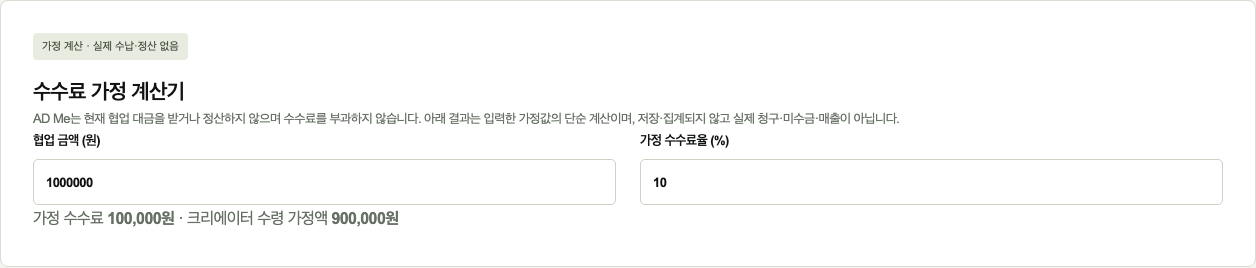 가정 계산 · 실제 수납·정산 없음
수수료 가정 계산기
AD Me는 현재 협업 대금을 받거나 정산하지 않으며 수수료를 부과하지 않습니다. 아래 결과는 입력한 가정값의 단순 계산이며, 저장·집계되지 않고 실제 청구·미수금·매출이 아닙니다.
협업 금액 (원)
가정 수수료율 (%)
1000000
10
가정 수수료 100,000원 · 크리에이터 수령 가정액 900,000원